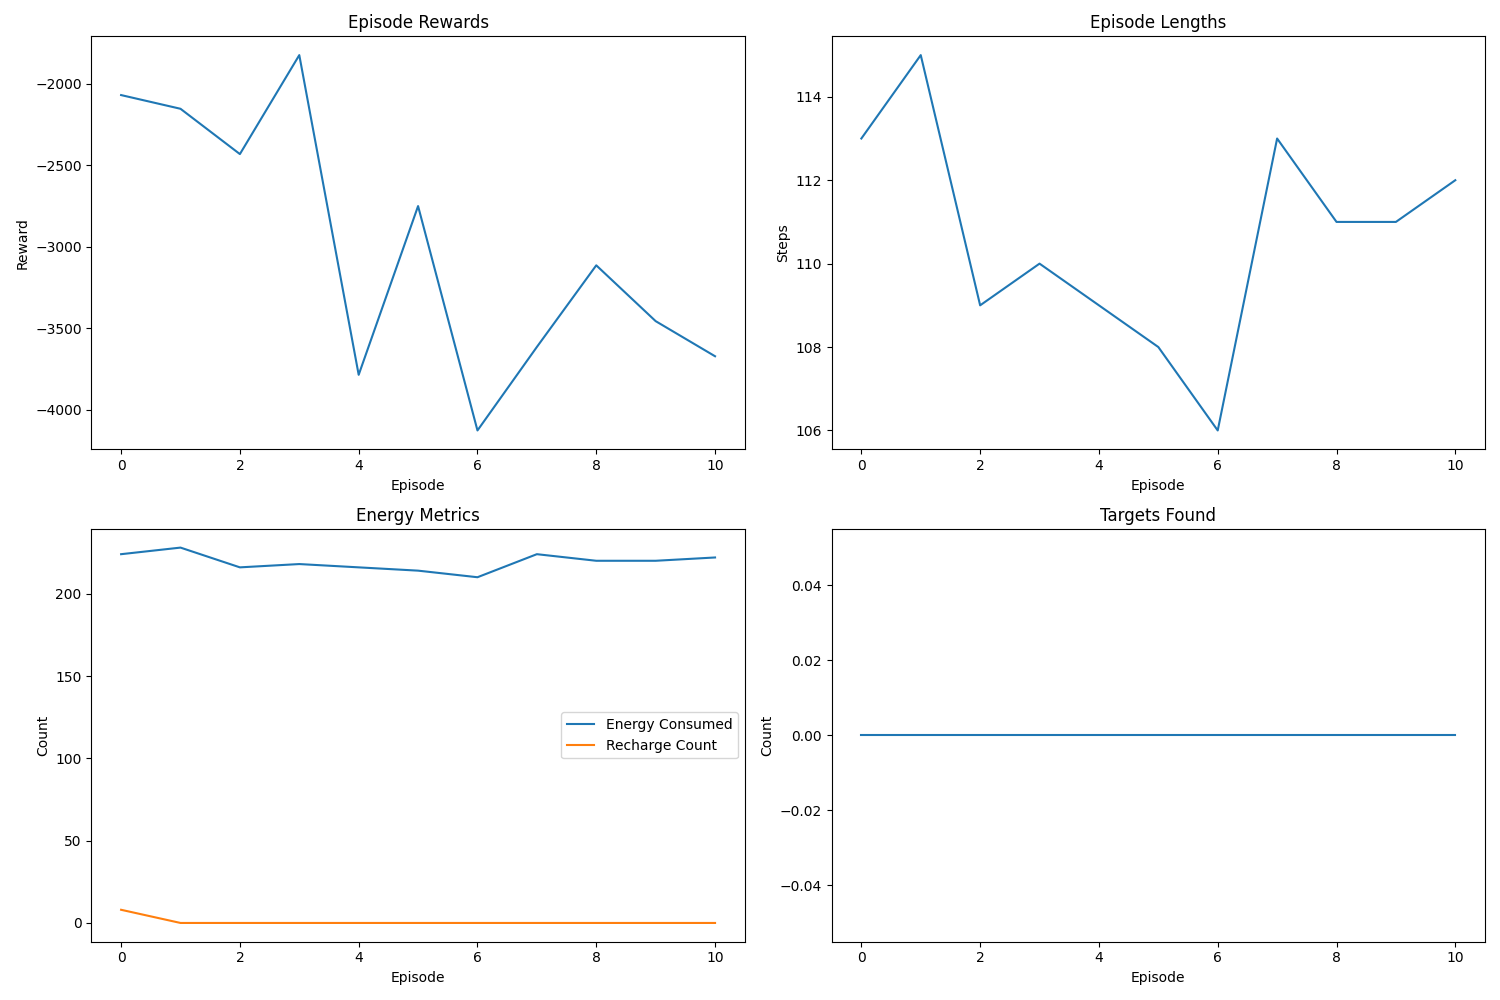 Episode Rewards
Reward
−2000
−2500
−3000
−3500
−4000
0 2 4 6 8 10
Episode
Episode Lengths
Steps
114
112
110
108
106
0 2 4 6 8 10
Episode
Energy Metrics
Count
200
150
100
50
0
Energy Consumed
Recharge Count
0 2 4 6 8 10
Episode
Targets Found
Count
0.04
0.02
0.00
−0.02
−0.04
0 2 4 6 8 10
Episode